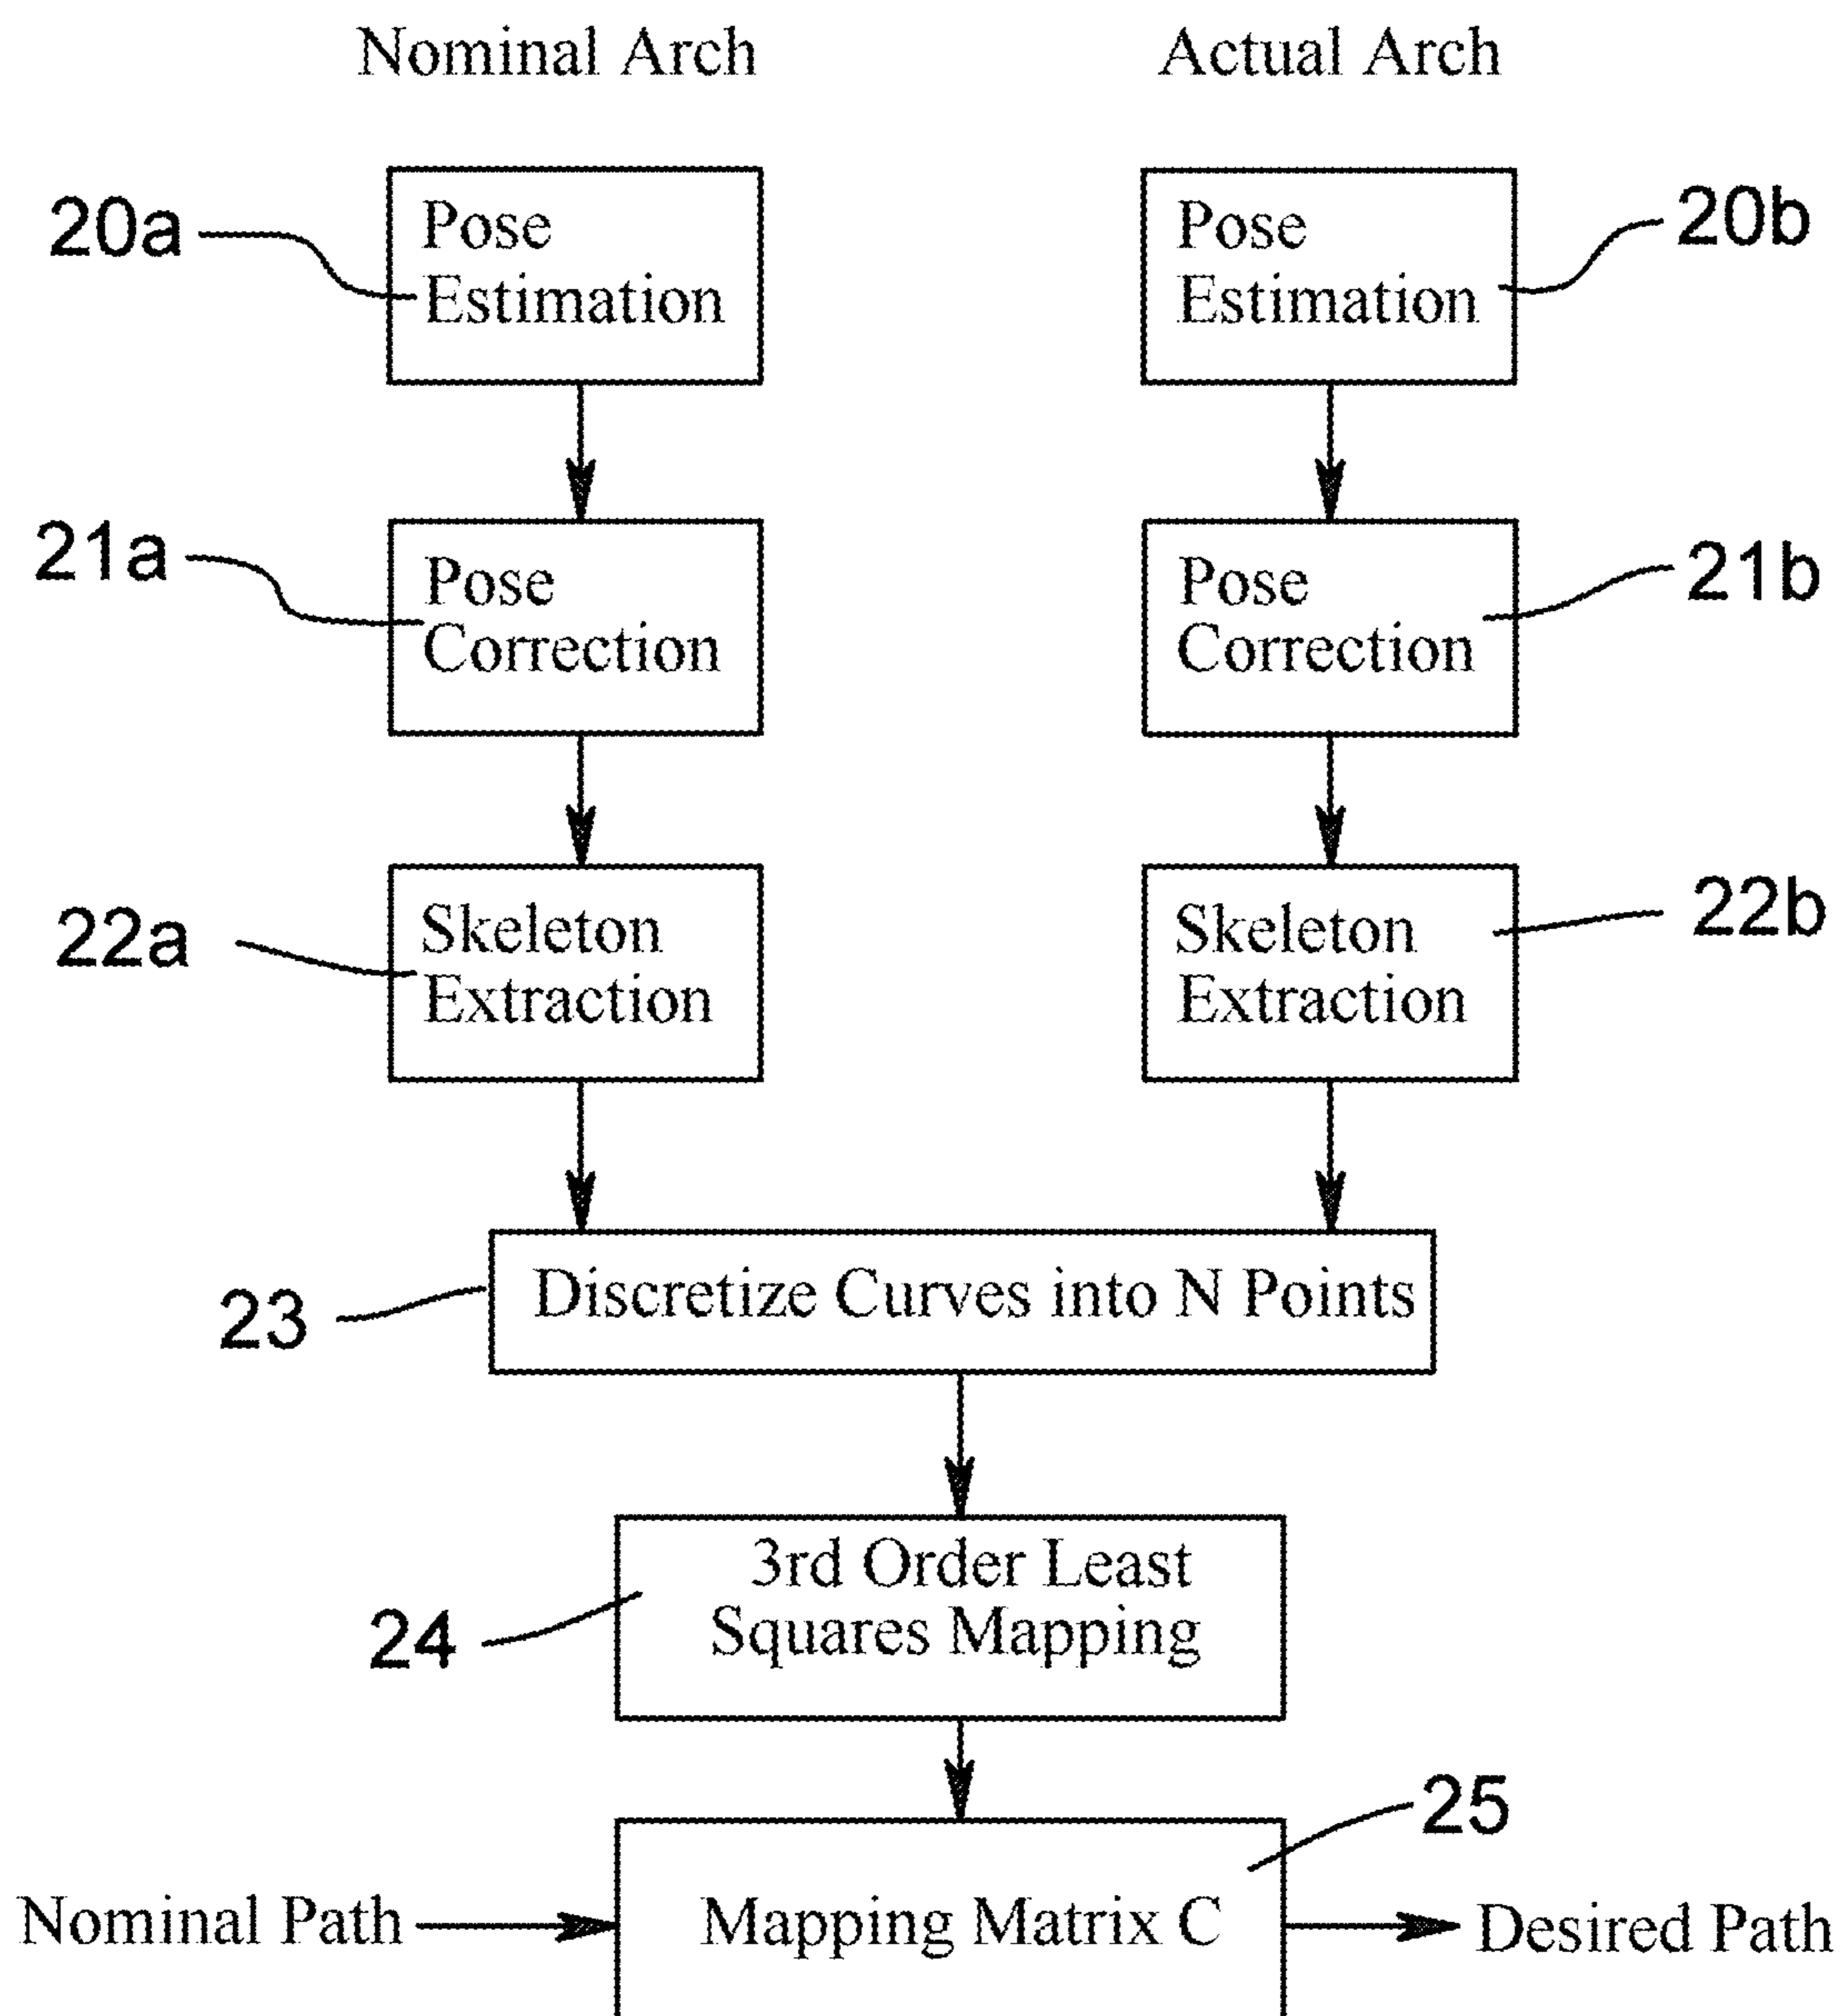 Nominal Arch
Actual Arch
20a
Pose
Estimation
Pose
Estimation
20b
21a
Pose
Correction
Pose
Correction
21b
22a
Skeleton
Extraction
Skeleton
Extraction
22b
23
Discretize Curves into N Points
24
3rd Order Least
Squares Mapping
25
Nominal Path
Mapping Matrix C
Desired Path